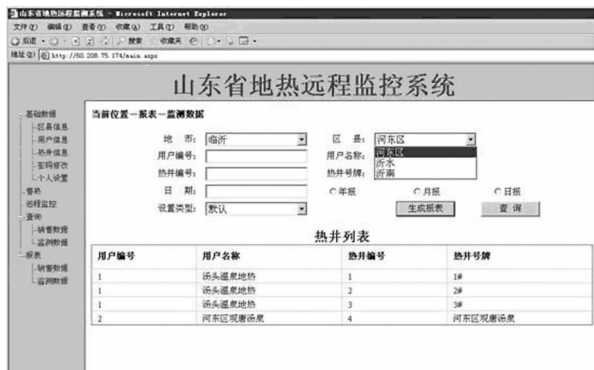 山东省地热远程监测系统 - Microsoft Internet Explorer
文件(F) 编辑(E) 查看(V) 收藏(A) 工具(T) 帮助(H)
后退 搜索 收藏夹
地址(D) http://60.208.75.174/main.aspx
山东省地热远程监控系统
基础数据
区县信息
用户信息
热井信息
密码修改
个人设置
售热
远程监控
查询
销售数据
监测数据
报表
销售数据
监测数据
当前位置-报表-监测数据
地 市: 临沂 区 县: 河东区
河东区
沂水
沂南
用户编号: 用户名称:
热井编号: 热井号牌:
日 期: 年报 月报 日报
设置类型: 默认 生成报表 查 询
热井列表
用户编号 用户名称 热井编号 热井号牌
1 汤头温泉地热 1 1#
1 汤头温泉地热 2 2#
1 汤头温泉地热 3 3#
2 河东区观唐汤泉 4 河东区观唐汤泉